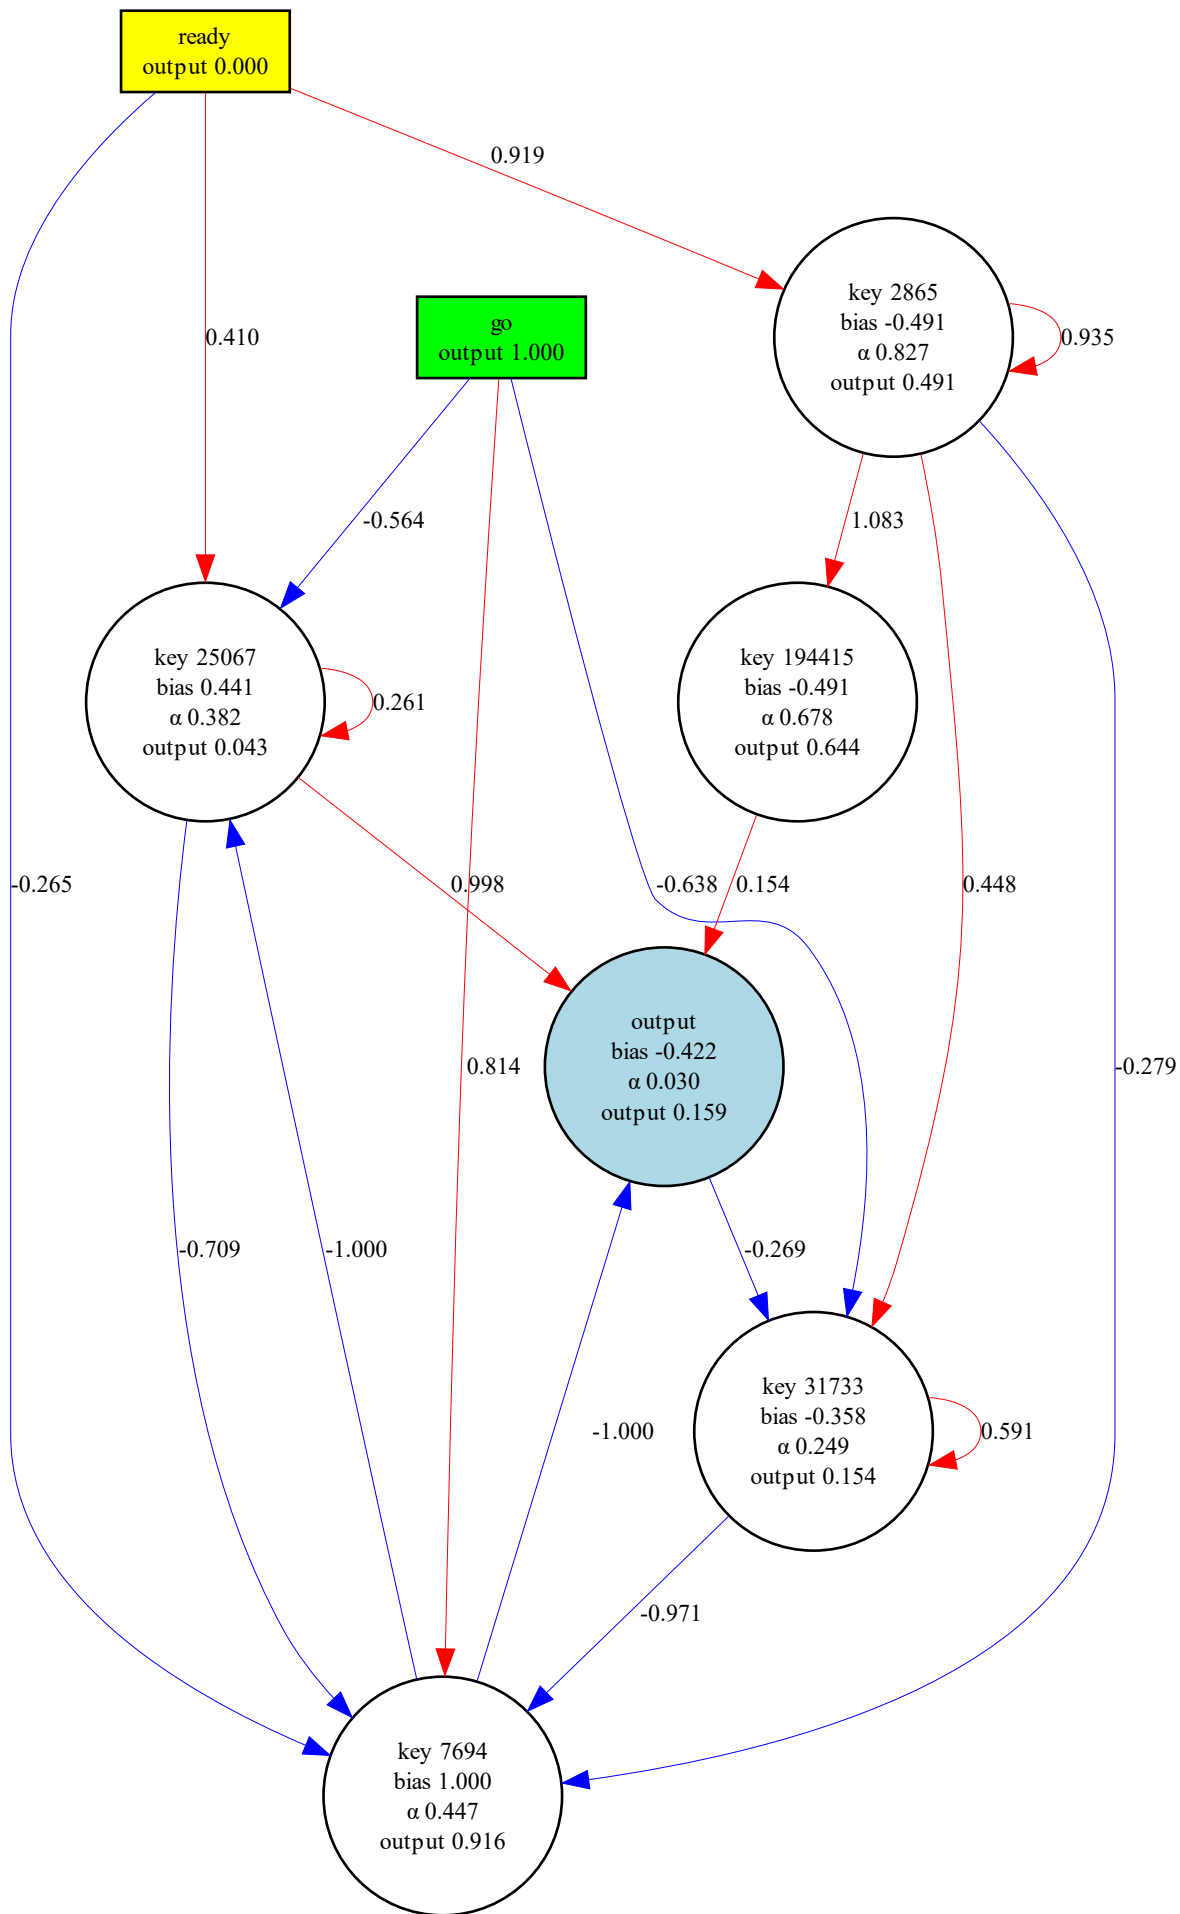 ready
output 0.000
0.919
key 2865
bias -0.491
α 0.827
output 0.491
0.935
go
output 1.000
0.410
-0.564
1.083
key 25067
bias 0.441
α 0.382
output 0.043
0.261
key 194415
bias -0.491
α 0.678
output 0.644
-0.265
0.998
-0.638
0.154
0.448
output
bias -0.422
α 0.030
output 0.159
0.814
-0.279
-0.709
-1.000
-0.269
-1.000
key 31733
bias -0.358
α 0.249
output 0.154
0.591
-0.971
key 7694
bias 1.000
α 0.447
output 0.916